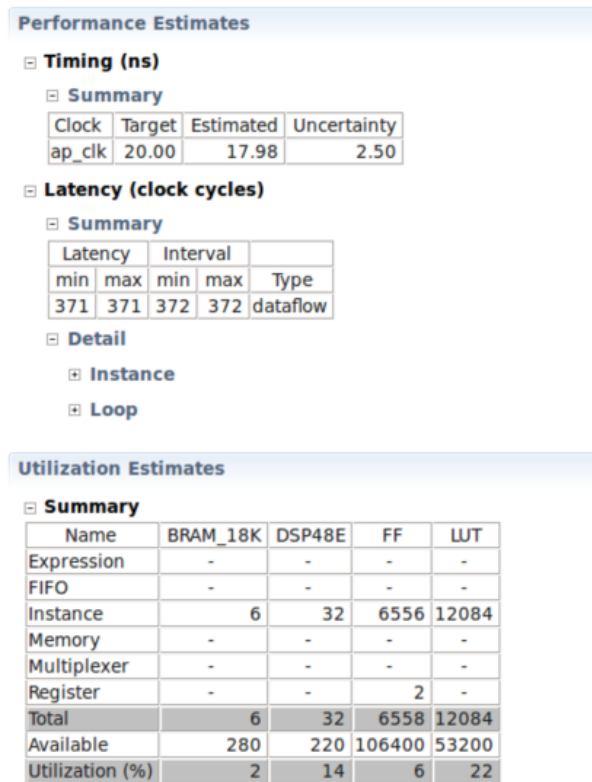 Performance Estimates
Timing (ns)
Summary
Clock Target Estimated Uncertainty
ap_clk 20.00 17.98 2.50
Latency (clock cycles)
Summary
Latency Interval
min max min max Type
371 371 372 372 dataflow
Detail
Instance
Loop
Utilization Estimates
Summary
Name BRAM_18K DSP48E FF LUT
Expression - - - -
FIFO - - - -
Instance 6 32 6556 12084
Memory - - - -
Multiplexer - - - -
Register - - 2 -
Total 6 32 6558 12084
Available 280 220 106400 53200
Utilization (%) 2 14 6 22